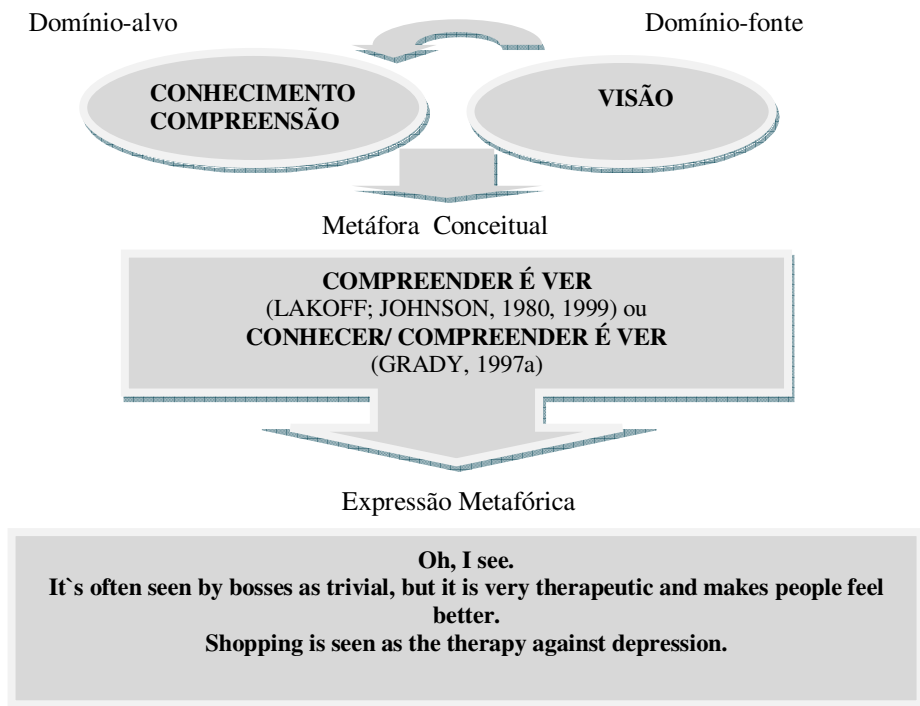 Domínio-alvo
Domínio-fonte
CONHECIMENTO
COMPREENSÃO
VISÃO
Metáfora Conceitual
COMPREENDER É VER
(LAKOFF; JOHNSON, 1980, 1999) ou
CONHECER/ COMPREENDER É VER
(GRADY, 1997a)
Expressão Metafórica
Oh, I see.
It`s often seen by bosses as trivial, but it is very therapeutic and makes people feel
better.
Shopping is seen as the therapy against depression.